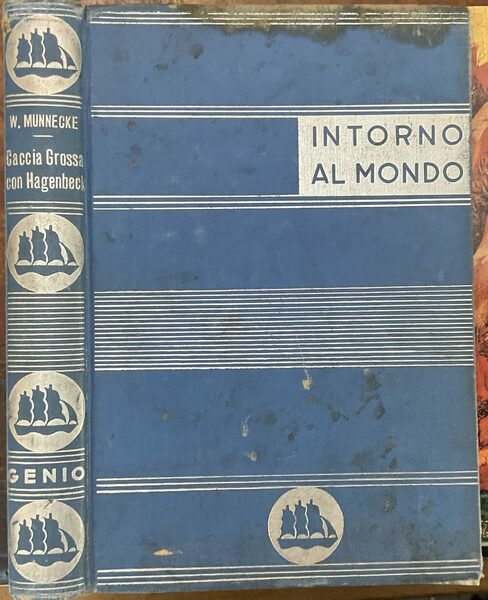 W. MUNNECKE
Caccia Grossa
con Hagenbeck
GENIO
INTORNO
AL MONDO